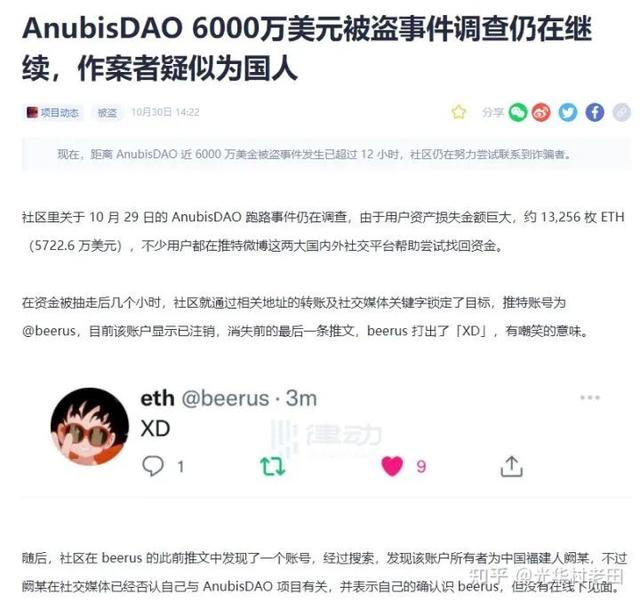 AnubisDAO 6000万美元被盗事件调查仍在继
续，作案者疑似为国人
项目动态 被盗 10月30日 14:22 分享
现在，距离 AnubisDAO 近 6000 万美金被盗事件发生已超过 12 小时，社区仍在努力尝试联系到诈骗者。
社区里关于 10 月 29 日的 AnubisDAO 跑路事件仍在调查，由于用户资产损失金额巨大，约 13,256 枚 ETH
（5722.6 万美元），不少用户都在推特微博这两大国内外社交平台帮助尝试找回资金。
在资金被抽走后几个小时，社区就通过相关地址的转账及社交媒体关键字锁定了目标，推特账号为
@beerus，目前该账户显示已注销，消失前的最后一条推文，beerus 打出了「XD」，有嘲笑的意味。
eth @beerus · 3m
XD
律动
1 9
随后，社区在 beerus 的此前推文中发现了一个账号，经过搜索，发现该账户所有者为中国福建人阙某，不过
阙某在社交媒体已经否认自己与 AnubisDAO 项目有关，并表示自己的确认识 beerus，但没有在线下见面。
知乎 @光华村老田